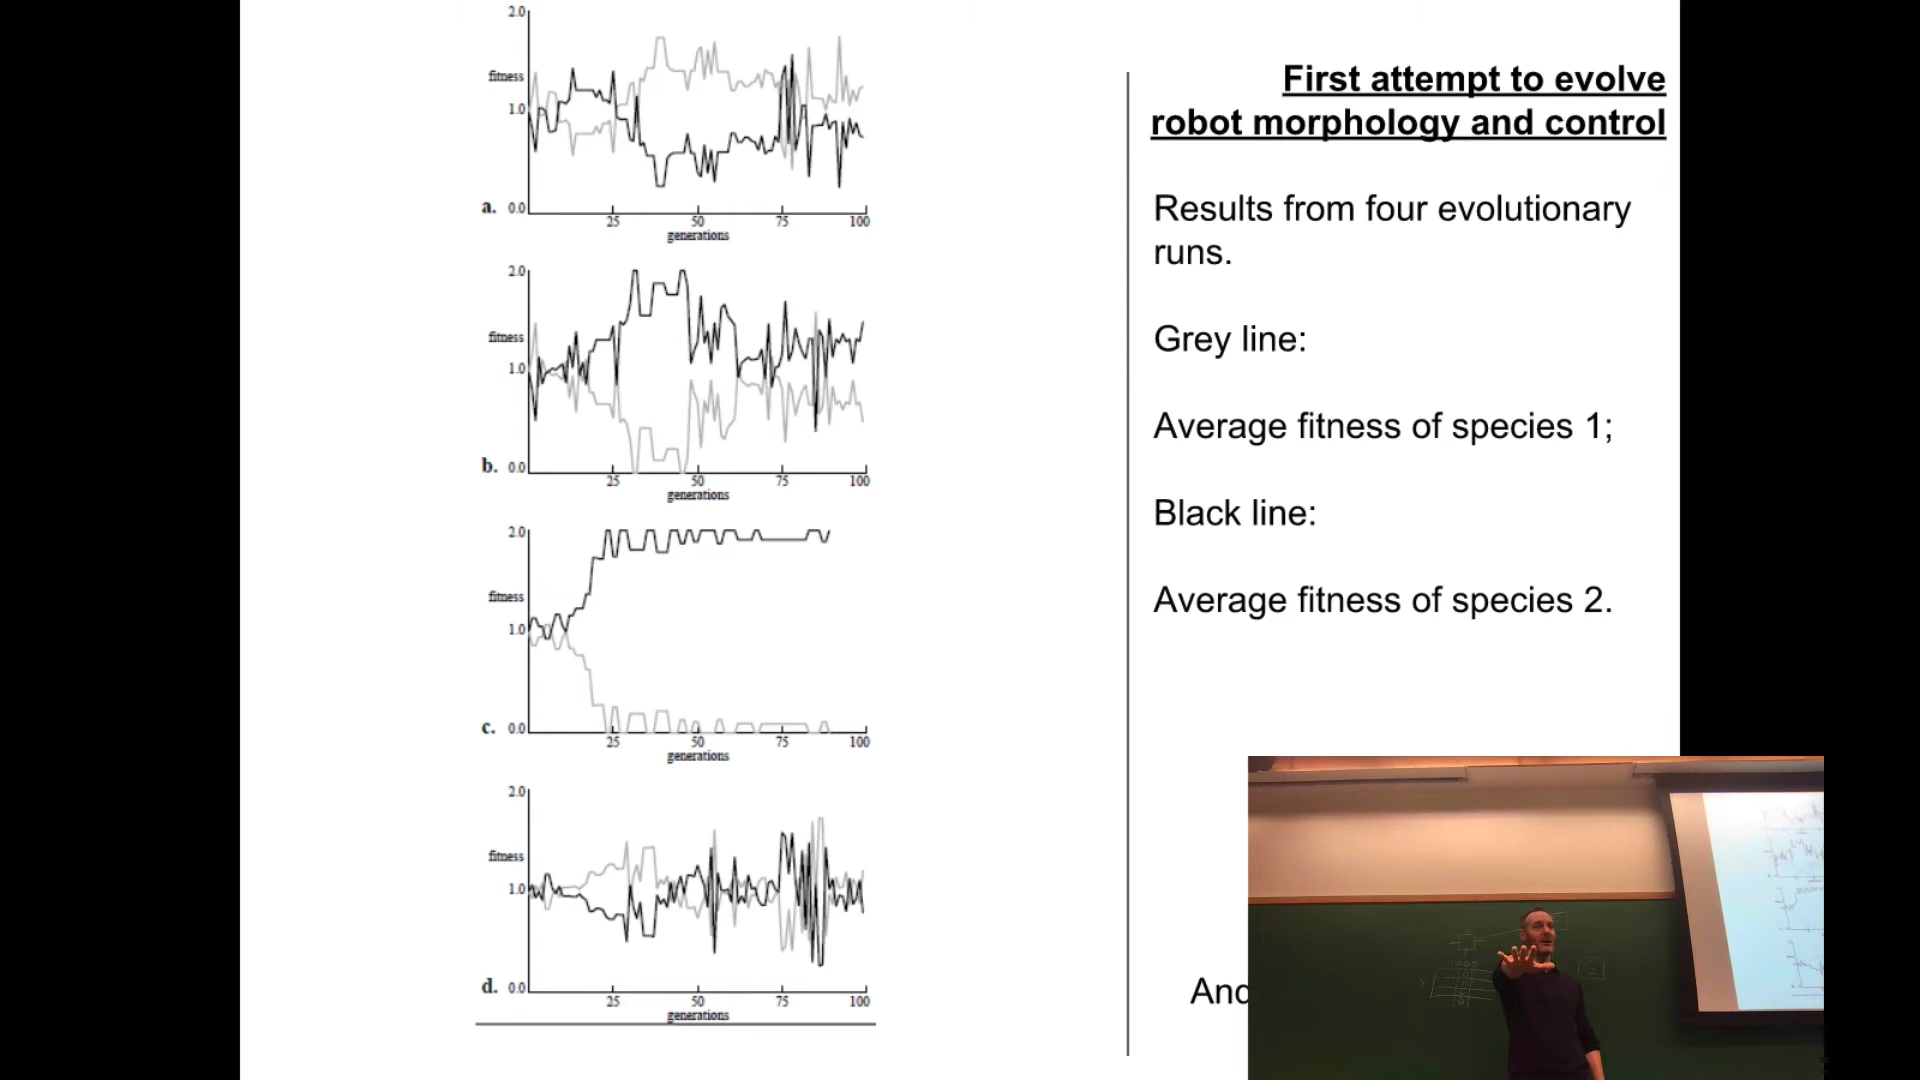 2.0
fitness
1.0
a. 0.0
25 50 75 100
generations
2.0
fitness
1.0
b. 0.0
25 50 75 100
generations
2.0
fitness
1.0
c. 0.0
25 50 75 100
generations
2.0
fitness
1.0
d. 0.0
25 50 75 100
generations
First attempt to evolve
robot morphology and control
Results from four evolutionary
runs.
Grey line:
Average fitness of species 1;
Black line:
Average fitness of species 2.